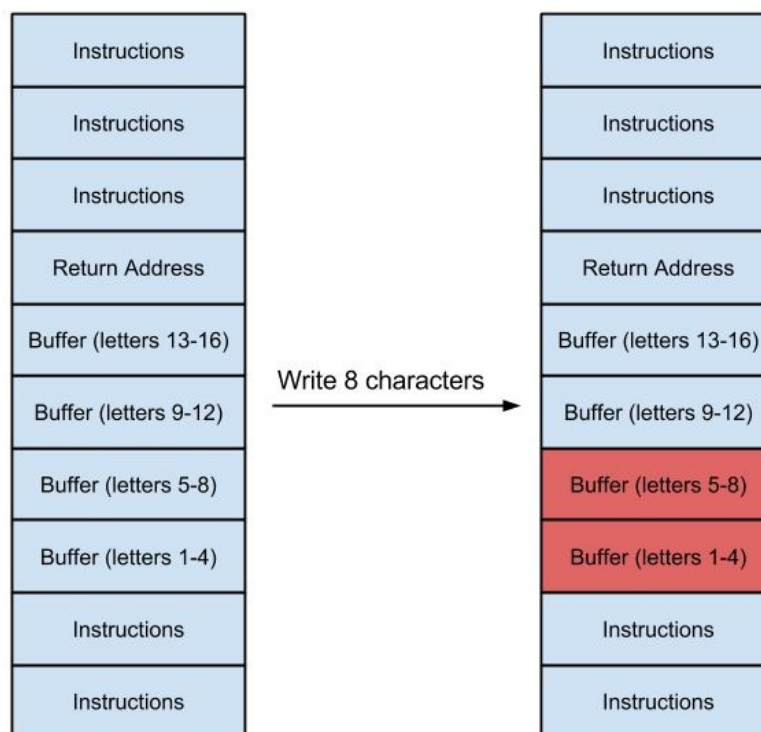 Instructions
Instructions
Instructions
Return Address
Buffer (letters 13-16)
Buffer (letters 9-12)
Buffer (letters 5-8)
Buffer (letters 1-4)
Instructions
Instructions
Write 8 characters
Instructions
Instructions
Instructions
Return Address
Buffer (letters 13-16)
Buffer (letters 9-12)
Buffer (letters 5-8)
Buffer (letters 1-4)
Instructions
Instructions